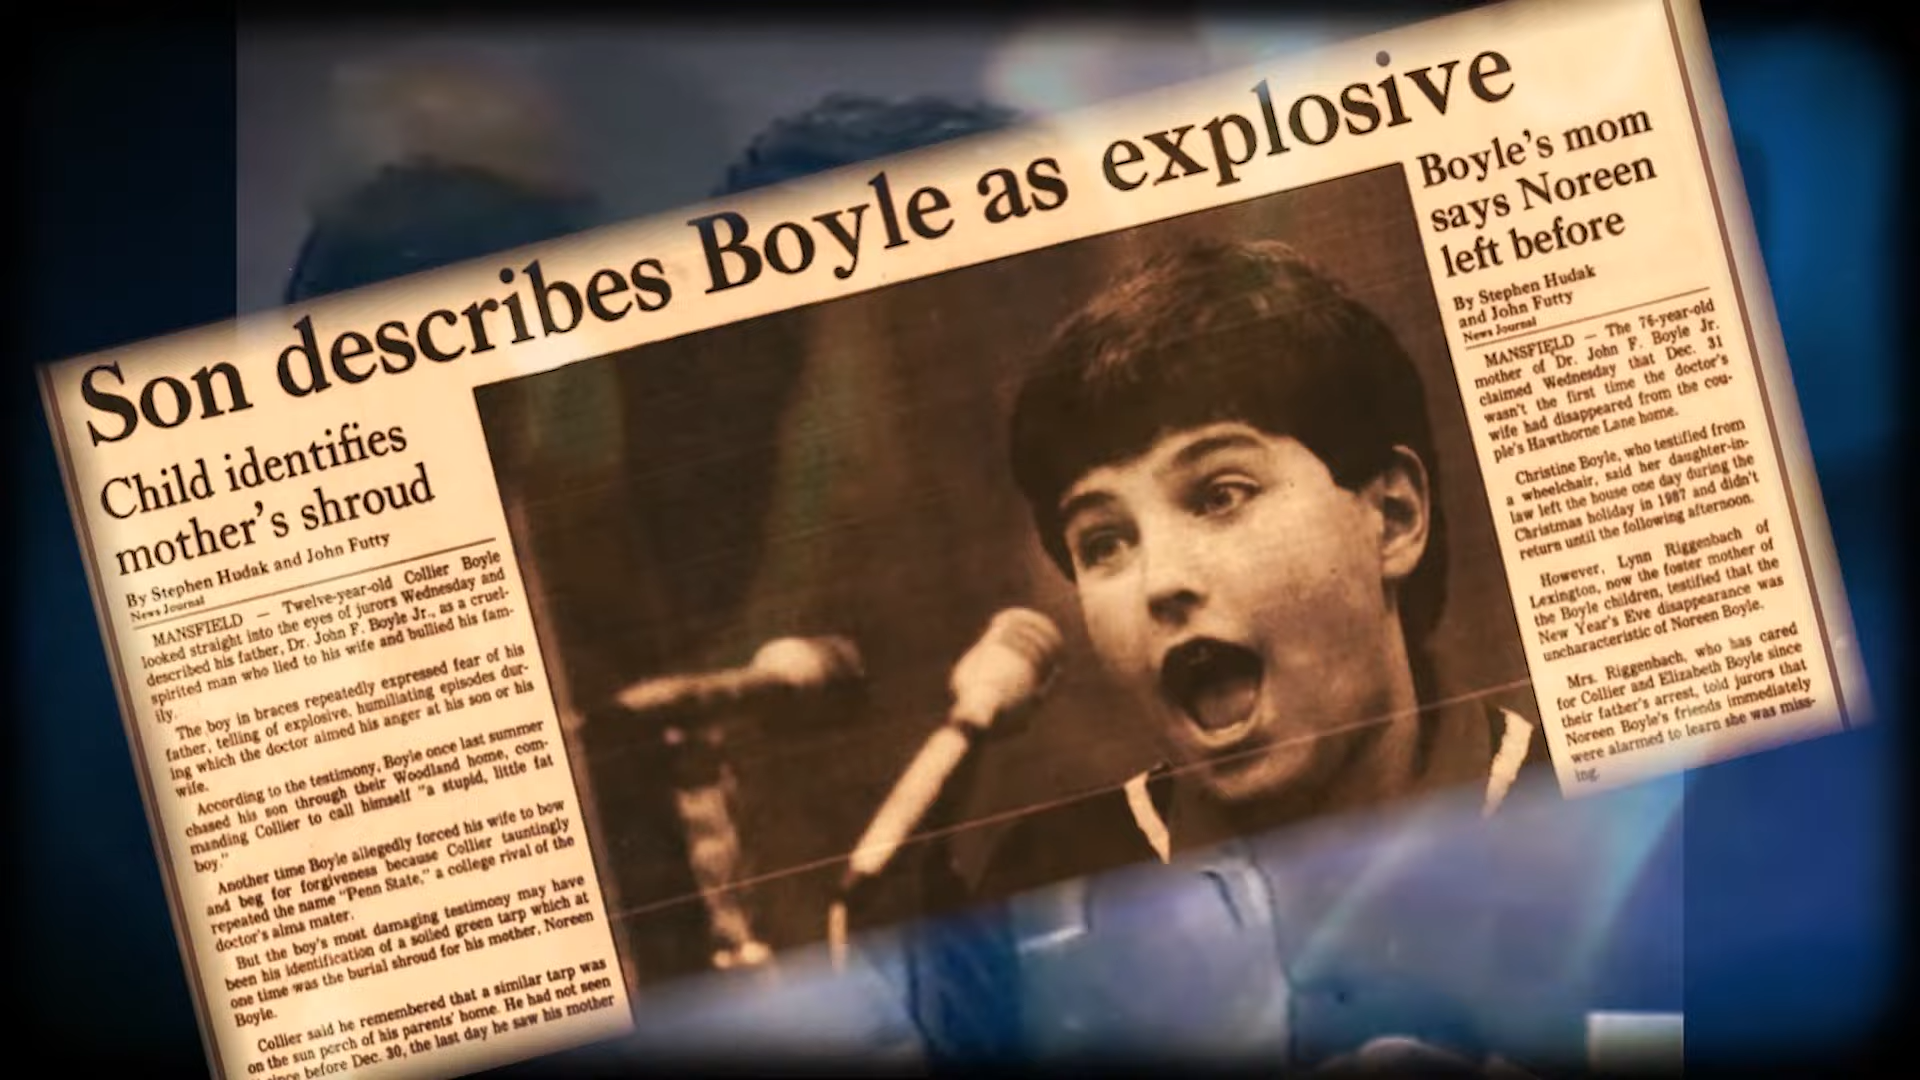 Son describes Boyle as explosive
Child identifies
mother's shroud
By Stephen Hudak and John Futty
News Journal
MANSFIELD — Twelve-year-old Collier Boyle
looked straight into the eyes of jurors Wednesday and
described his father, Dr. John F. Boyle Jr., as a cruel-
spirited man who lied to his wife and bullied his fam-
ily.
The boy in braces repeatedly expressed fear of his
father, telling of explosive, humiliating episodes dur-
ing which the doctor aimed his anger at his son or his
wife.
According to the testimony, Boyle once last summer
chased his son through their Woodland home, com-
manding Collier to call himself "a stupid, little fat
boy."
Another time Boyle allegedly forced his wife to bow
and beg for forgiveness because Collier tauntingly
repeated the name "Penn State," a college rival of the
doctor's alma mater.
But the boy's most damaging testimony may have
been his identification of a soiled green tarp which at
one time was the burial shroud for his mother, Noreen
Boyle.
Collier said he remembered that a similar tarp was
on the sun porch of his parents' home. He had not seen
it since before Dec. 30, the last day he saw his mother
Boyle's mom
says Noreen
left before
By Stephen Hudak
and John Futty
News Journal
MANSFIELD — The 76-year-old
mother of Dr. John F. Boyle Jr.
claimed Wednesday that Dec. 31
wasn't the first time the doctor's
wife had disappeared from the cou-
ple's Hawthorne Lane home.
Christine Boyle, who testified from
a wheelchair, said her daughter-in-
law left the house one day during the
Christmas holiday in 1987 and didn't
return until the following afternoon.
However, Lynn Riggenbach of
Lexington, now the foster mother of
the Boyle children, testified that the
New Year's Eve disappearance was
uncharacteristic of Noreen Boyle.
Mrs. Riggenbach, who has cared
for Collier and Elizabeth Boyle since
their father's arrest, told jurors that
Noreen Boyle's friends immediately
were alarmed to learn she was miss-
ing.